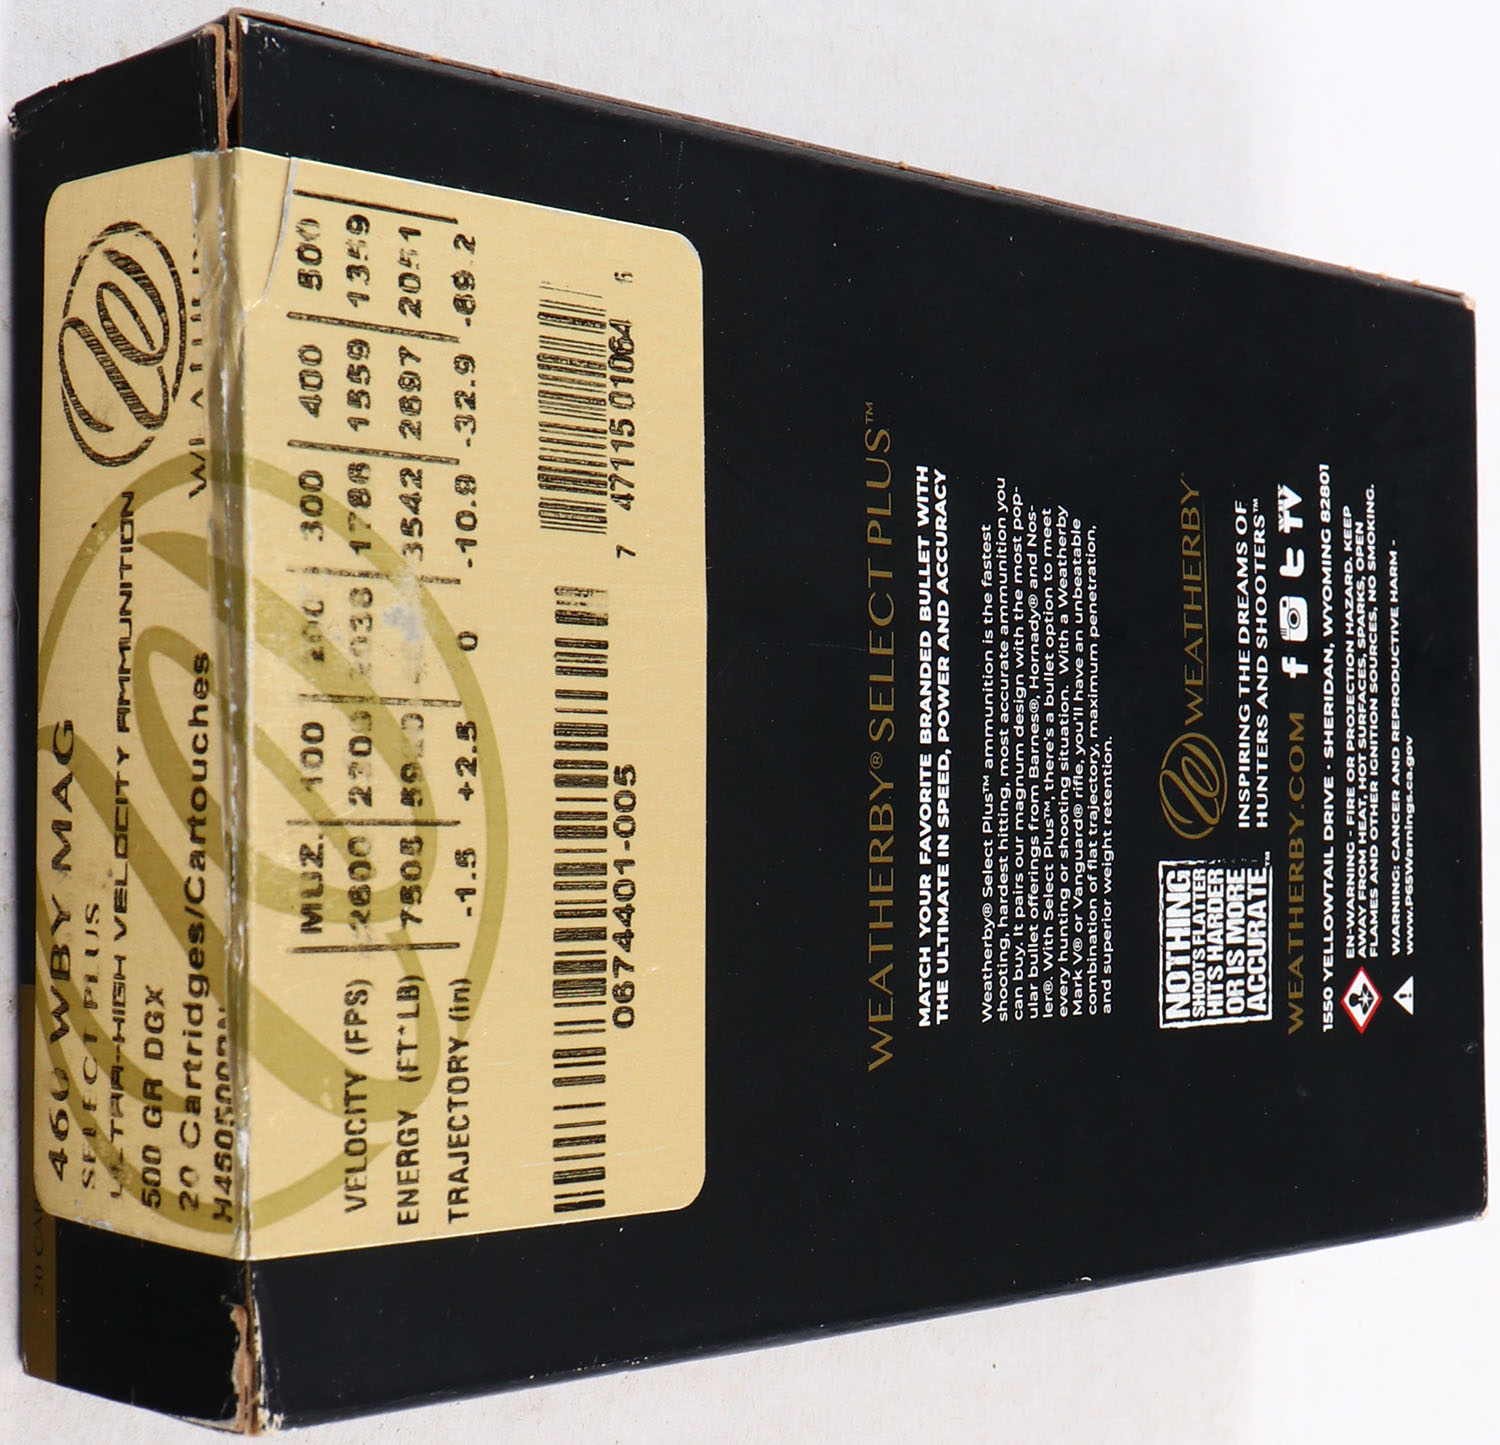 460 WBY MAG
SELECT PLUS
ULTRA-HIGH VELOCITY AMMUNITION
500 GR DGX
20 Cartridges/Cartouches
MUZ. 100 200 300 400 500
VELOCITY (FPS) 2600 1786 1559 1359
ENERGY (FT*LB) 7505 3542 2697
TRAJECTORY (in) -1.5 +2.5 0 -10.9 -32.9 -69.2
0674401-005
7 47115 01064 6
WEATHERBY® SELECT PLUS™
MATCH YOUR FAVORITE BRANDED BULLET WITH
THE ULTIMATE IN SPEED, POWER AND ACCURACY
Weatherby® Select Plus™ ammunition is the fastest
shooting, hardest hitting, most accurate ammunition you
can buy. It pairs our magnum design with the most pop-
ular bullet offerings from Barnes®, Hornady® and Nos-
ler® With Select Plus™, there's a bullet option to meet
every hunting or shooting situation. With a Weatherby
Mark V® or Vanguard® rifle, you'll have an unbeatable
combination of flat trajectory, maximum penetration,
and superior weight retention.
NOTHING
SHOOTS FLATTER
HITS HARDER
OR IS MORE
ACCURATE™
WEATHERBY
INSPIRING THE DREAMS OF
HUNTERS AND SHOOTERS™
WEATHERBY.COM
1550 YELLOWTAIL DRIVE · SHERIDAN, WYOMING 82801
EN-WARNING - FIRE OR PROJECTION HAZARD. KEEP
AWAY FROM HEAT, HOT SURFACES, SPARKS, OPEN
FLAMES AND OTHER IGNITION SOURCES, NO SMOKING.
WARNING: CANCER AND REPRODUCTIVE HARM -
www.P65Warnings.ca.gov